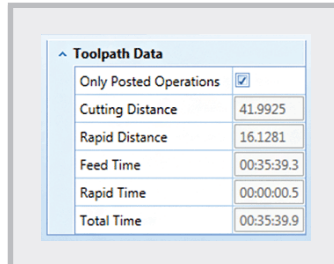 Toolpath Data
Only Posted Operations
Cutting Distance 41.9925
Rapid Distance 16.1281
Feed Time 00:35:39.3
Rapid Time 00:00:00.5
Total Time 00:35:39.9